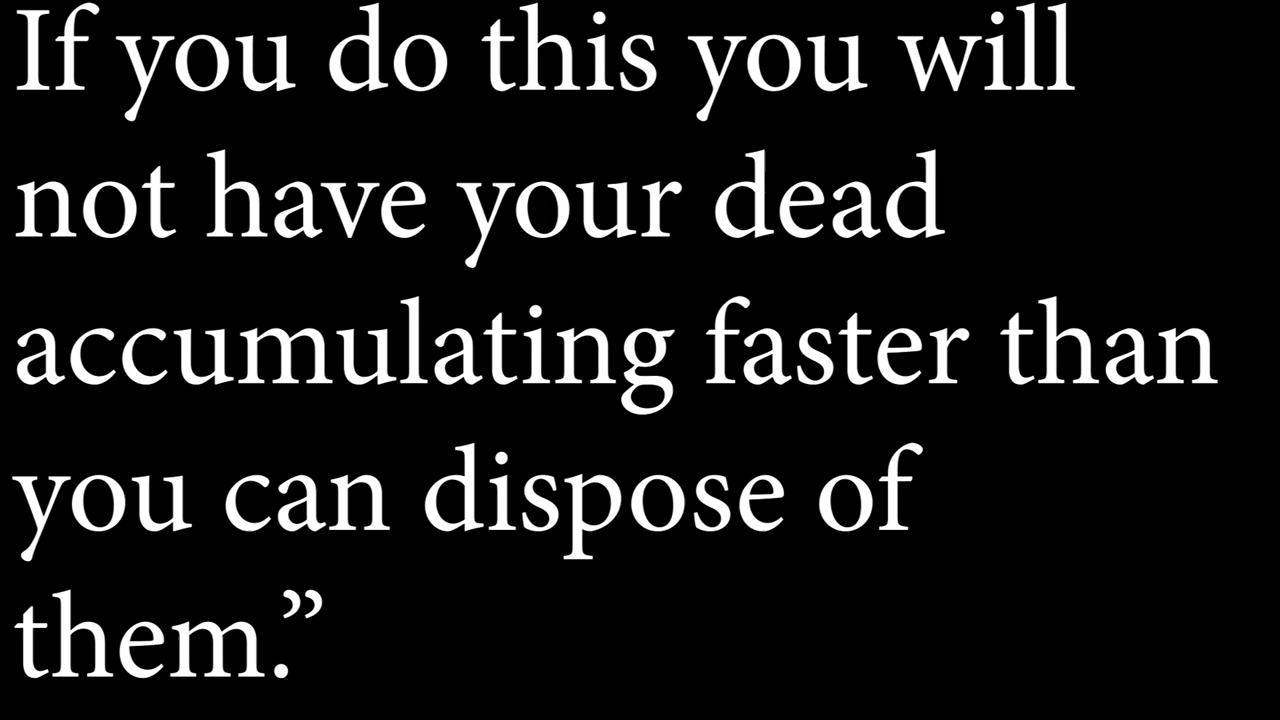 If you do this you will
not have your dead
accumulating faster than
you can dispose of
them.”